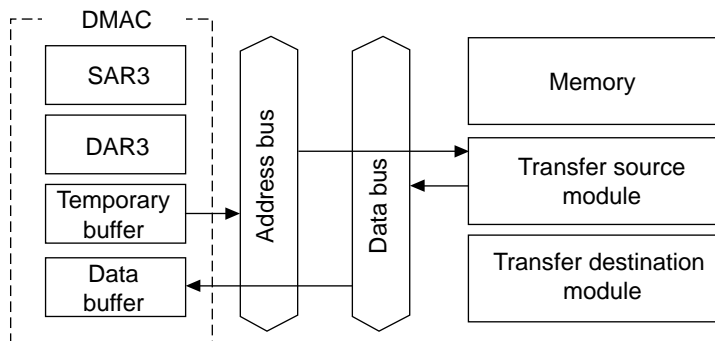 DMAC
SAR3
DAR3
Temporary
buffer
Data
buffer
Address bus
Data bus
Memory
Transfer source
module
Transfer destination
module